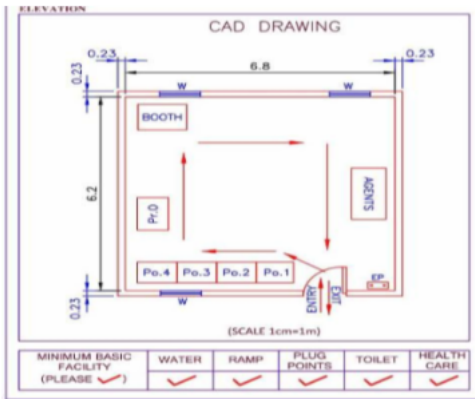 ELEVATION
CAD DRAWING
0.23
6.8
0.23
0.23
W
W
BOOTH
6.2
Pr.O
AGENTS
Po.4 Po.3 Po.2 Po.1
EP
0.23
W
ENTRY
EXIT
(SCALE 1cm=1m)
MINIMUM BASIC
FACILITY
(PLEASE ✓)
WATER
RAMP
PLUG
POINTS
TOILET
HEALTH
CARE